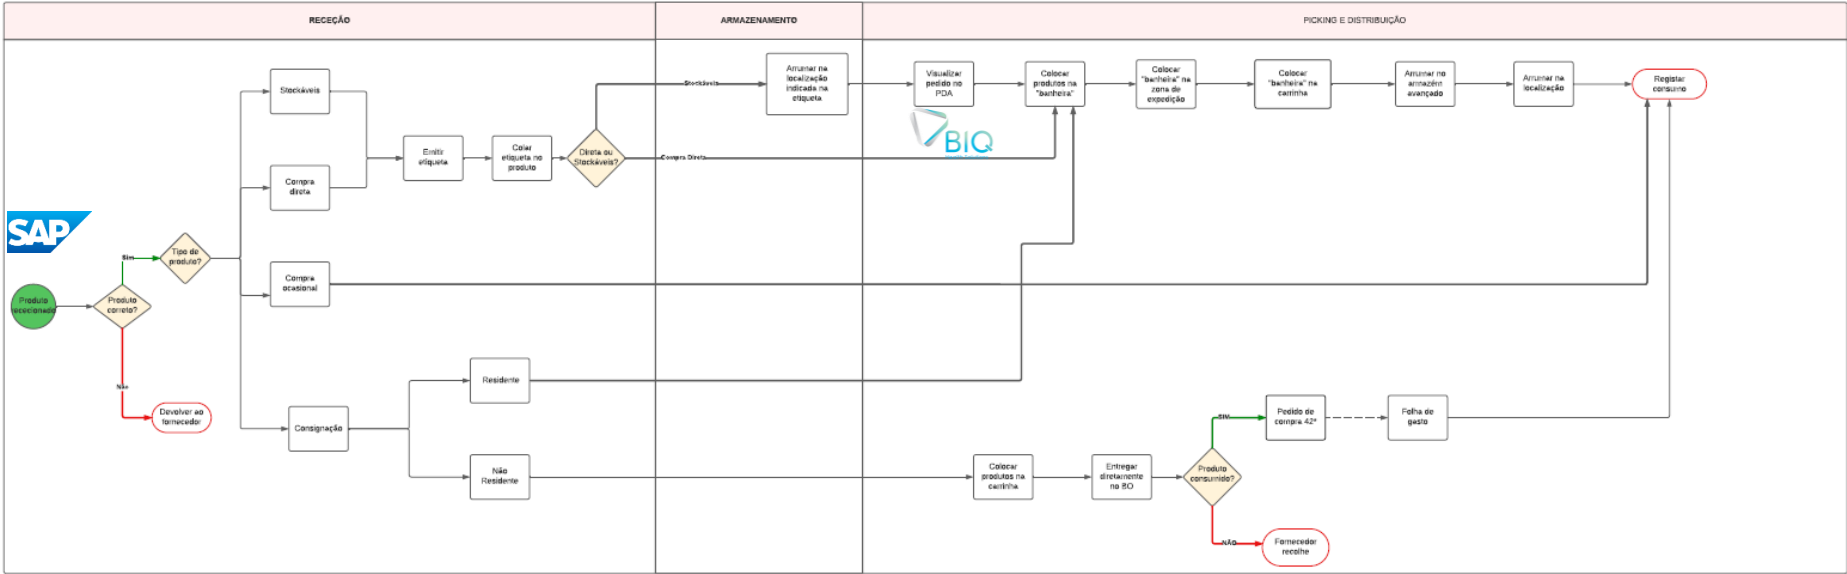 RECEÇÃO
ARMAZENAMENTO
PICKING E DISTRIBUIÇÃO
Stockáveis
Compra
direta
Emitir
etiqueta
Colar
etiqueta no
produto
Direta ou
Stockáveis?
Stockáveis
Compra Direta
Arrumar na
localização
indicada na
etiqueta
Visualizar
pedido no
PDA
BIQ
Colocar
produtos na
"banheira"
Colocar
"banheira" na
zona de
expedição
Colocar
"banheira" na
carrinha
Arrumar no
armazém
avançado
Arrumar na
localização
Registar
consumo
SAP
Produto
rececionado
Produto
correto?
Sim
Não
Tipo de
produto?
Devolver ao
fornecedor
Compra
ocasional
Consignação
Residente
Não
Residente
Colocar
produtos na
carrinha
Entregar
diretamente
no BO
Produto
consumido?
SIM
NÃO
Pedido de
compra 42*
Folha de
gasto
Fornecedor
recolhe